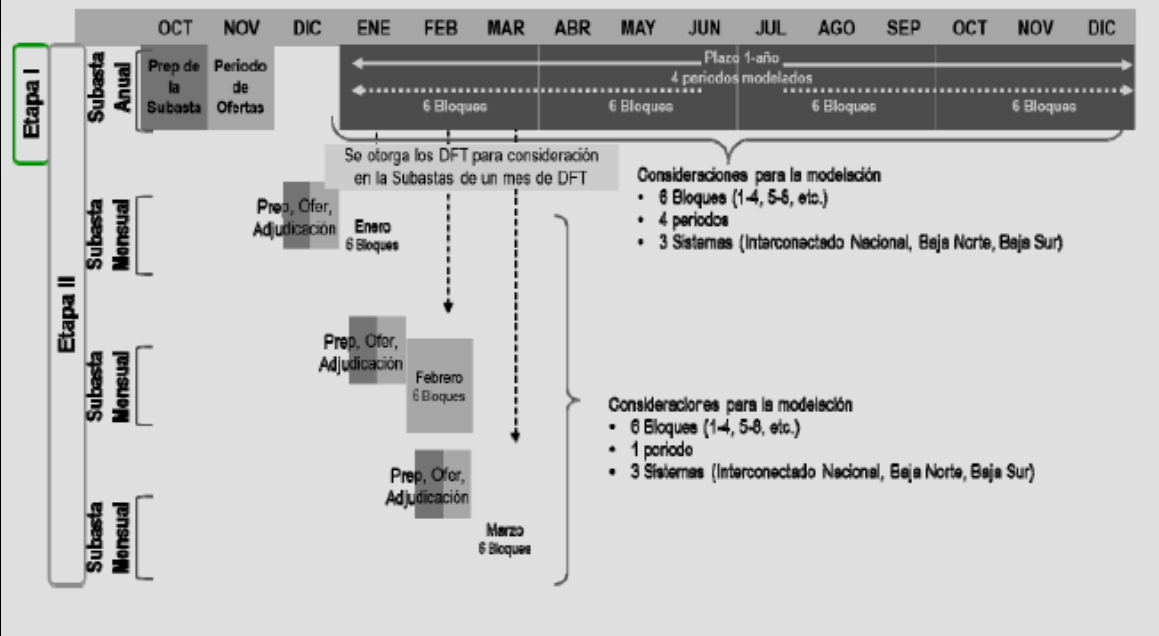 OCT NOV DIC ENE FEB MAR ABR MAY JUN JUL AGO SEP OCT NOV DIC
Etapa I
Subasta
Anual
Prep de
la
Subasta
Periodo
de
Ofertas
Plazo 1-año
4 periodos modelados
6 Bloques 6 Bloques 6 Bloques 6 Bloques
Se otorga los DFT para consideración
en la Subastas de un mes de DFT
Consideraciones para la modelación
• 6 Bloques (1-4, 5-8, etc.)
• 4 periodos
• 3 Sistemas (Interconectado Nacional, Baja Norte, Baja Sur)
Etapa II
Subasta
Mensual
Prep, Ofer,
Adjudicación
Enero
6 Bloques
Subasta
Mensual
Prep, Ofer,
Adjudicación
Febrero
6 Bloques
Consideraciones para la modelación
• 6 Bloques (1-4, 5-8, etc.)
• 1 periodo
• 3 Sistemas (Interconectado Nacional, Baja Norte, Baja Sur)
Subasta
Mensual
Prep, Ofer,
Adjudicación
Marzo
6 Bloques